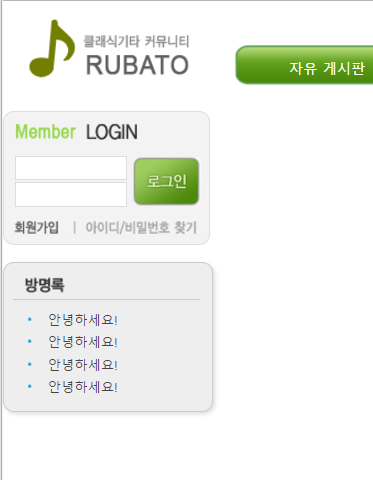 클래식기타 커뮤니티
RUBATO
자유 게시판
Member LOGIN
로그인
회원가입 | 아이디/비밀번호 찾기
방명록
안녕하세요!
안녕하세요!
안녕하세요!
안녕하세요!